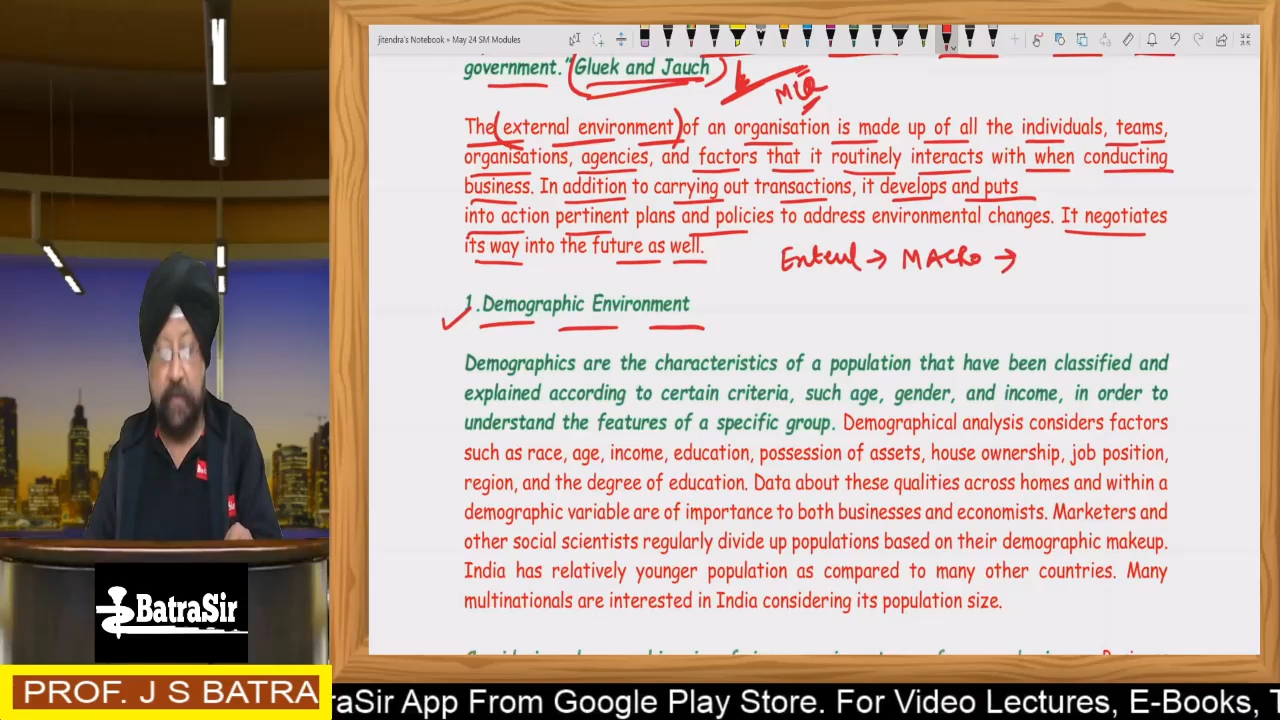 jitendra's Notebook » May 24 SM Modules
government." Gluek and Jauch
MCQ
The external environment of an organisation is made up of all the individuals, teams,
organisations, agencies, and factors that it routinely interacts with when conducting
business. In addition to carrying out transactions, it develops and puts
into action pertinent plans and policies to address environmental changes. It negotiates
its way into the future as well.
→ MACRO →
1. Demographic Environment
Demographics are the characteristics of a population that have been classified and
explained according to certain criteria, such age, gender, and income, in order to
understand the features of a specific group. Demographical analysis considers factors
such as race, age, income, education, possession of assets, house ownership, job position,
region, and the degree of education. Data about these qualities across homes and within a
demographic variable are of importance to both businesses and economists. Marketers and
other social scientists regularly divide up populations based on their demographic makeup.
India has relatively younger population as compared to many other countries. Many
multinationals are interested in India considering its population size.
BatraSir
PROF. J S BATRA
traSir App From Google Play Store. For Video Lectures, E-Books, T